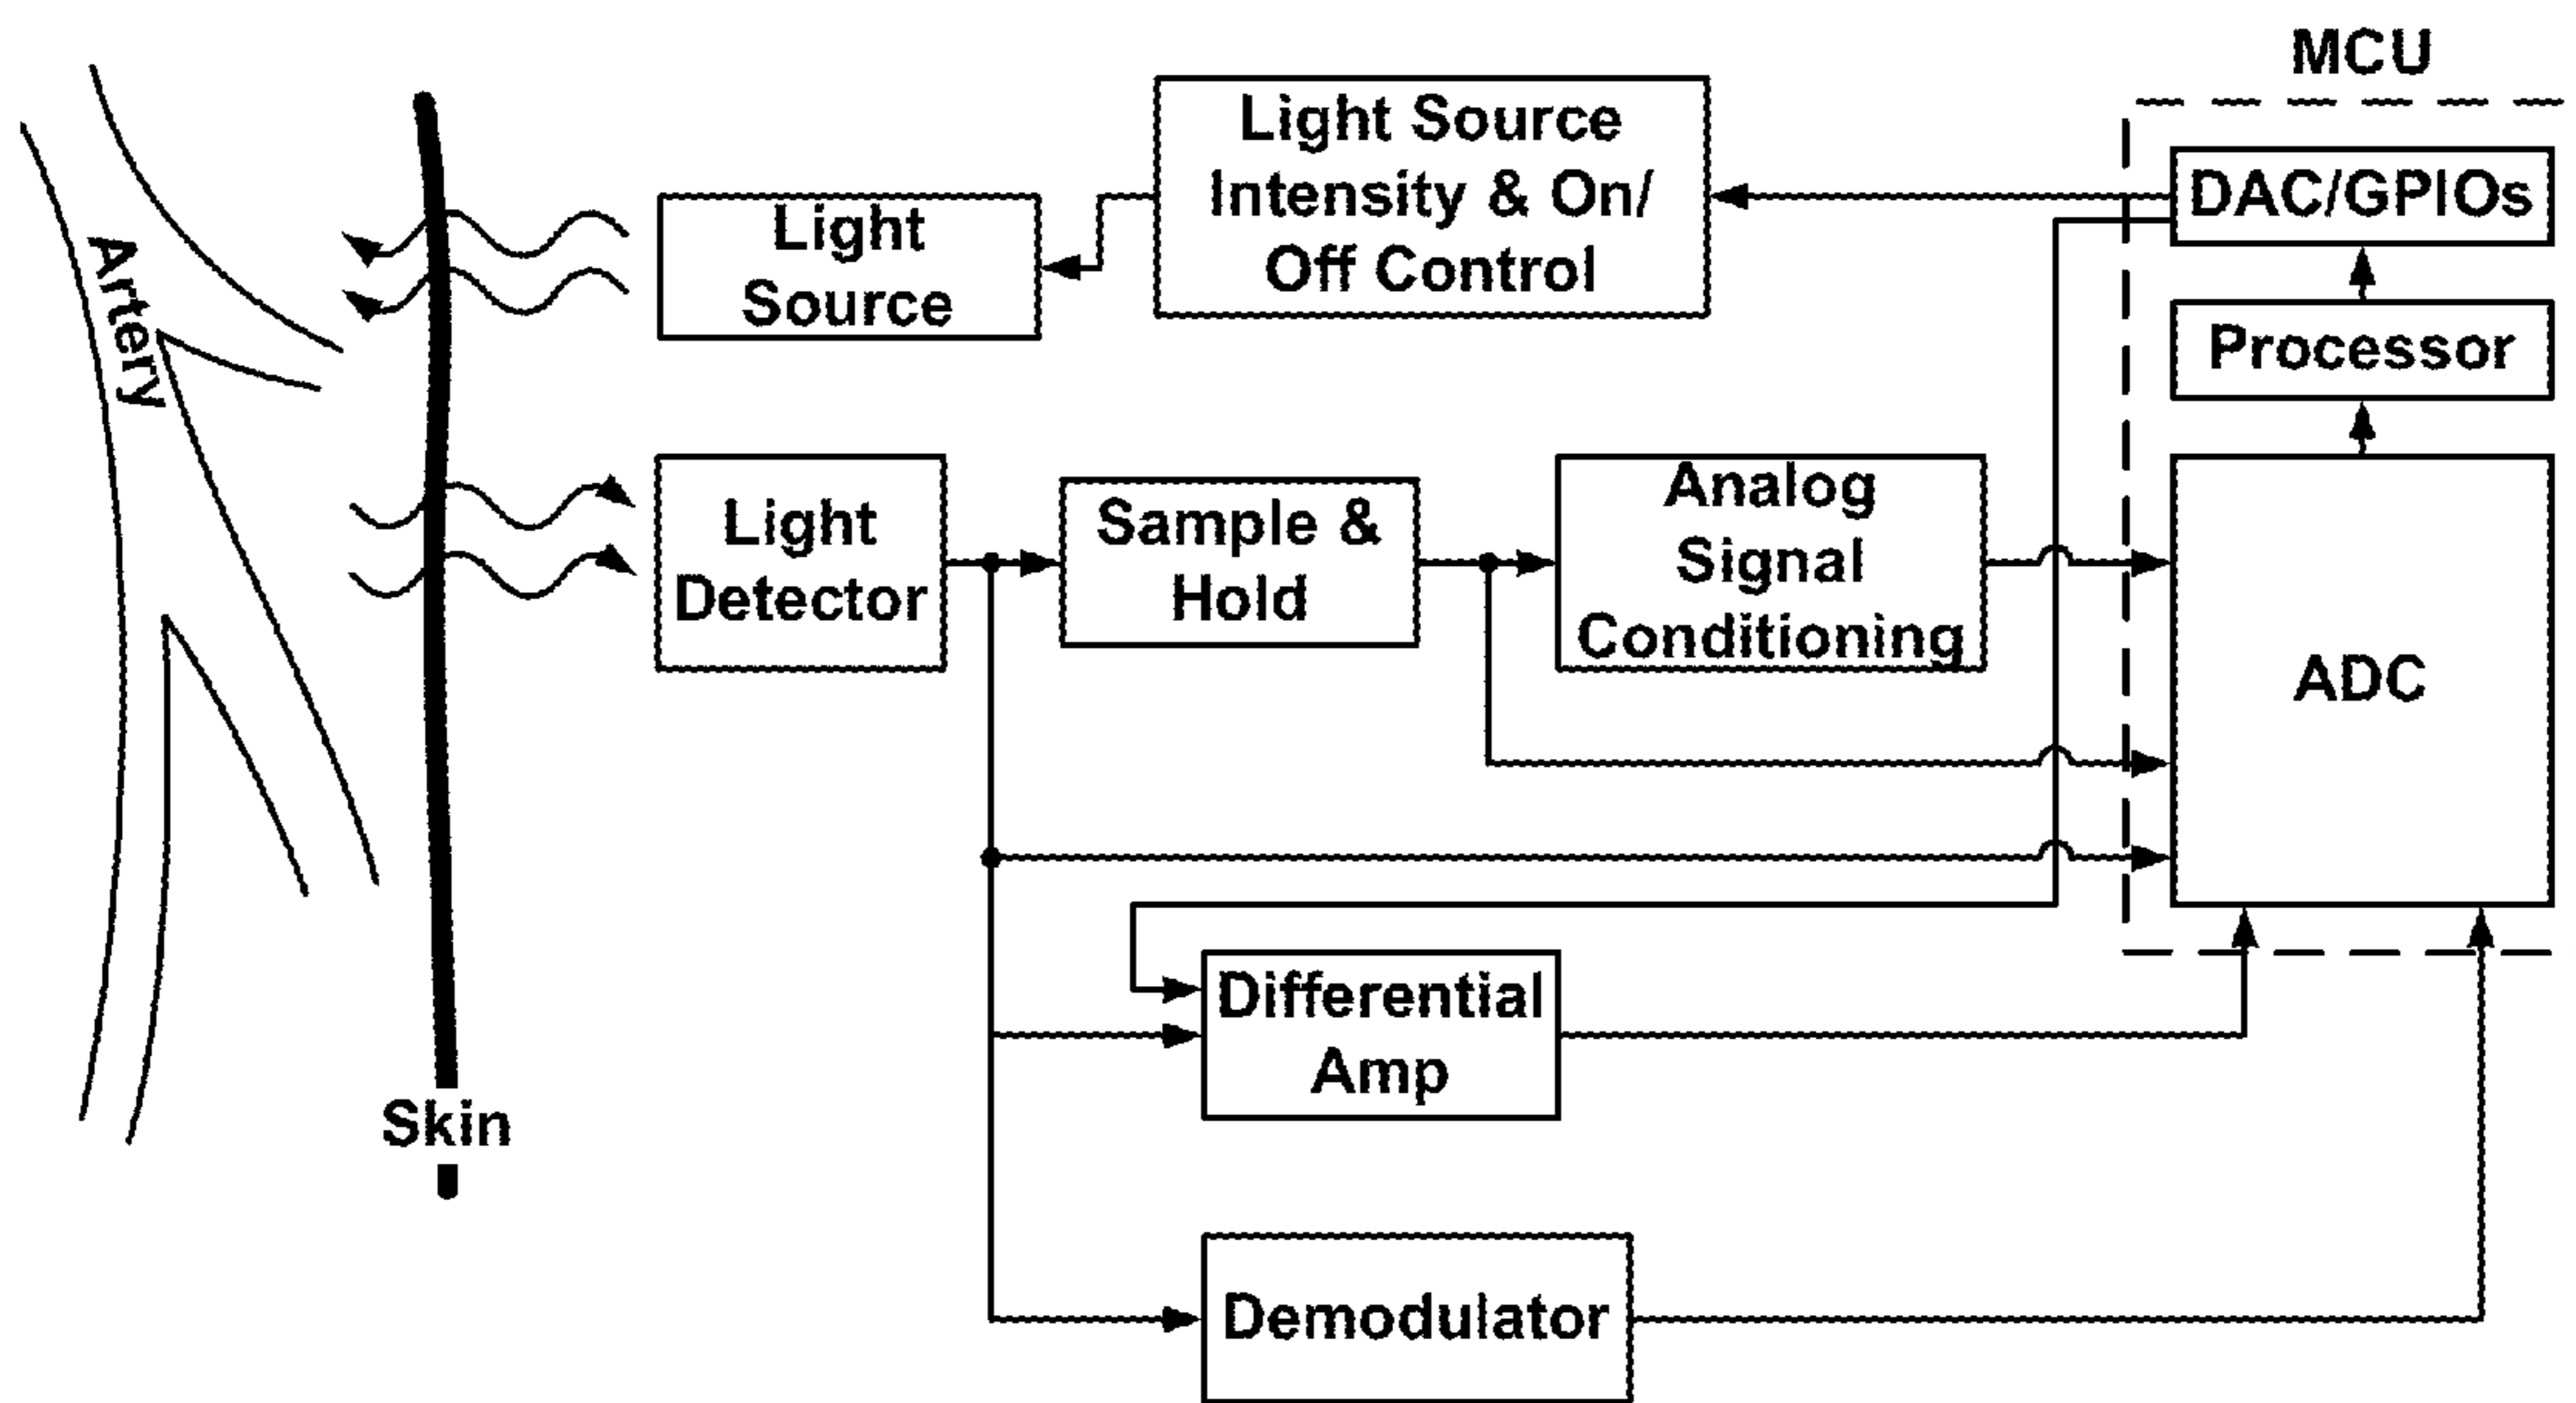 MCU
Light Source
Intensity & On/
Off Control
DAC/GPIOs
Light
Source
Artery
Processor
Light
Detector
Sample &
Hold
Analog
Signal
Conditioning
ADC
Differential
Amp
Skin
Demodulator